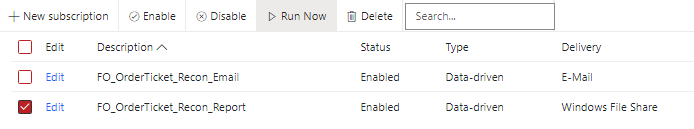 + New subscription Enable Disable Run Now Delete Search...
Edit Description Status Type Delivery
Edit FO_OrderTicket_Recon_Email Enabled Data-driven E-Mail
Edit FO_OrderTicket_Recon_Report Enabled Data-driven Windows File Share